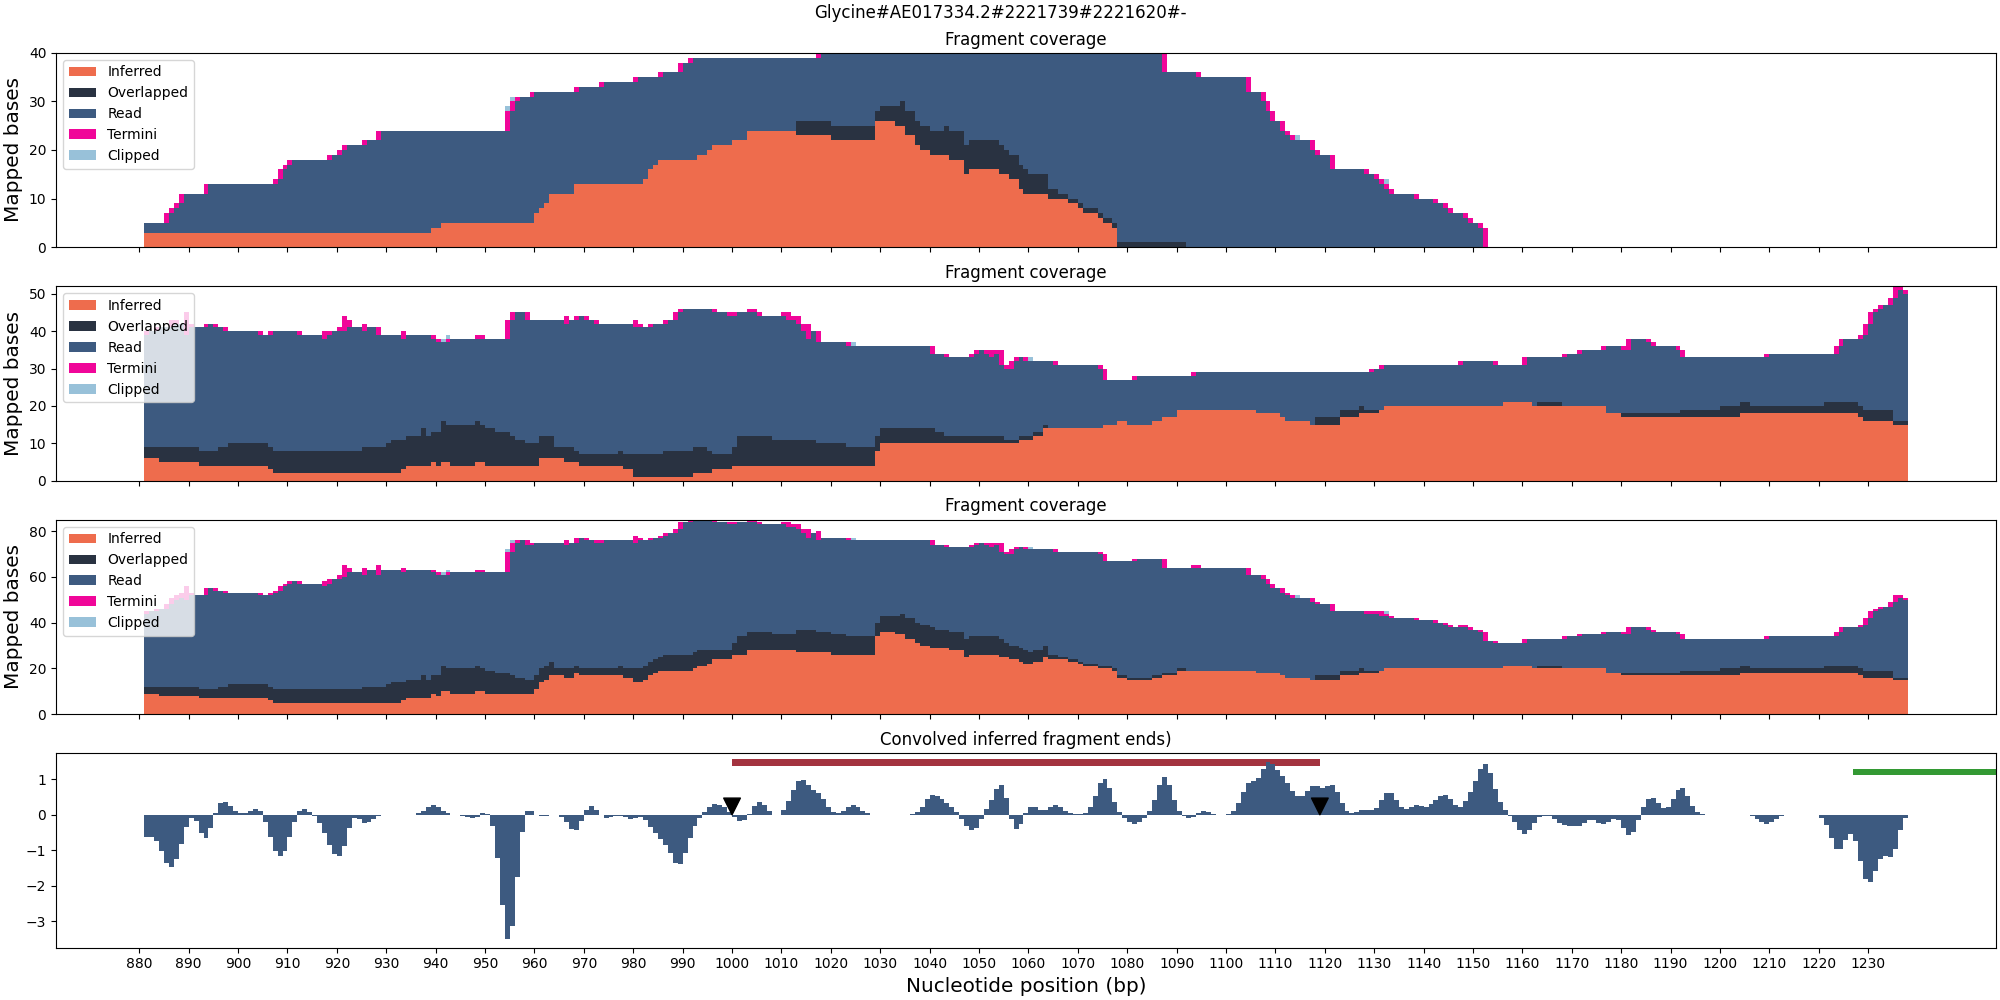 Glycine#AE017334.2#2221739#2221620#-
Fragment coverage
Mapped bases
40
30
20
10
0
Inferred
Overlapped
Read
Termini
Clipped
Fragment coverage
Mapped bases
50
40
30
20
10
0
Inferred
Overlapped
Read
Termini
Clipped
Fragment coverage
Mapped bases
80
60
40
20
0
Inferred
Overlapped
Read
Termini
Clipped
Convolved inferred fragment ends)
1
0
−1
−2
−3
880 890 900 910 920 930 940 950 960 970 980 990 1000 1010 1020 1030 1040 1050 1060 1070 1080 1090 1100 1110 1120 1130 1140 1150 1160 1170 1180 1190 1200 1210 1220 1230
Nucleotide position (bp)